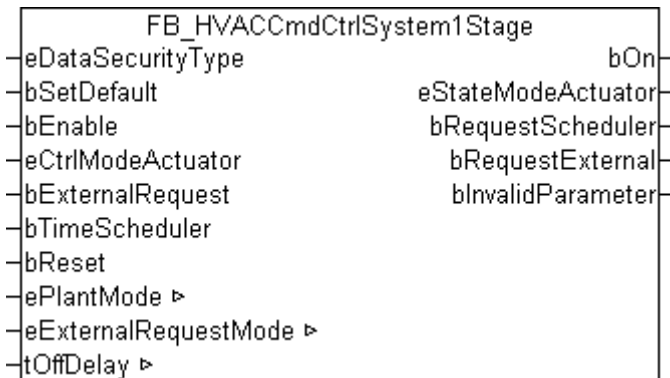 FB_HVACCmdCtrlSystem1Stage
eDataSecurityType bOn
bSetDefault eStateModeActuator
bEnable bRequestScheduler
eCtrlModeActuator bRequestExternal
bExternalRequest bInvalidParameter
bTimeScheduler
bReset
ePlantMode ▹
eExternalRequestMode ▹
tOffDelay ▹